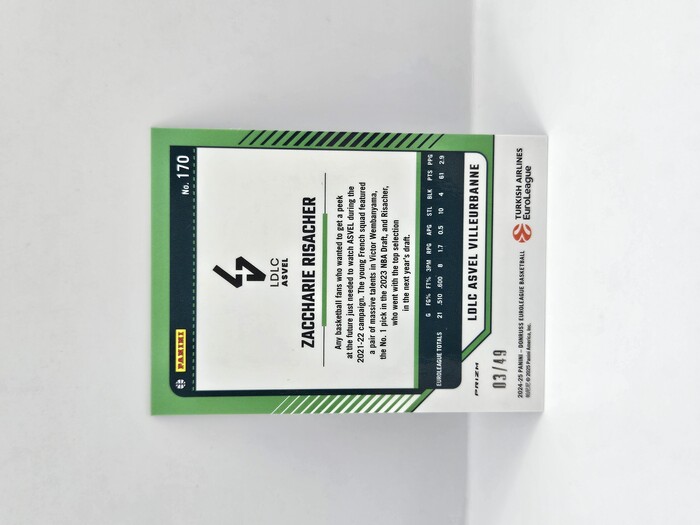 PANINI
No. 170
LDLC
ASVEL
ZACCHARIE RISACHER
Any basketball fans who wanted to get a peek
at the future just needed to watch ASVEL during the
2021-22 campaign. The young French squad featured
a pair of massive talents in Victor Wembanyama,
the No. 1 pick in the 2023 NBA Draft, and Risacher,
who went with the top selection
in the next year's draft.
G FG% FT% 3PM RPG APG STL BLK PTS PPG
EUROLEAGUE TOTALS 21 .510 .600 8 1.7 0.5 10 4 61 2.9
LDLC ASVEL VILLEURBANNE
PRIZM
03/49
TURKISH AIRLINES
EuroLeague
2024-25 PANINI - DONRUSS EUROLEAGUE BASKETBALL
© 2025 Panini America, Inc.